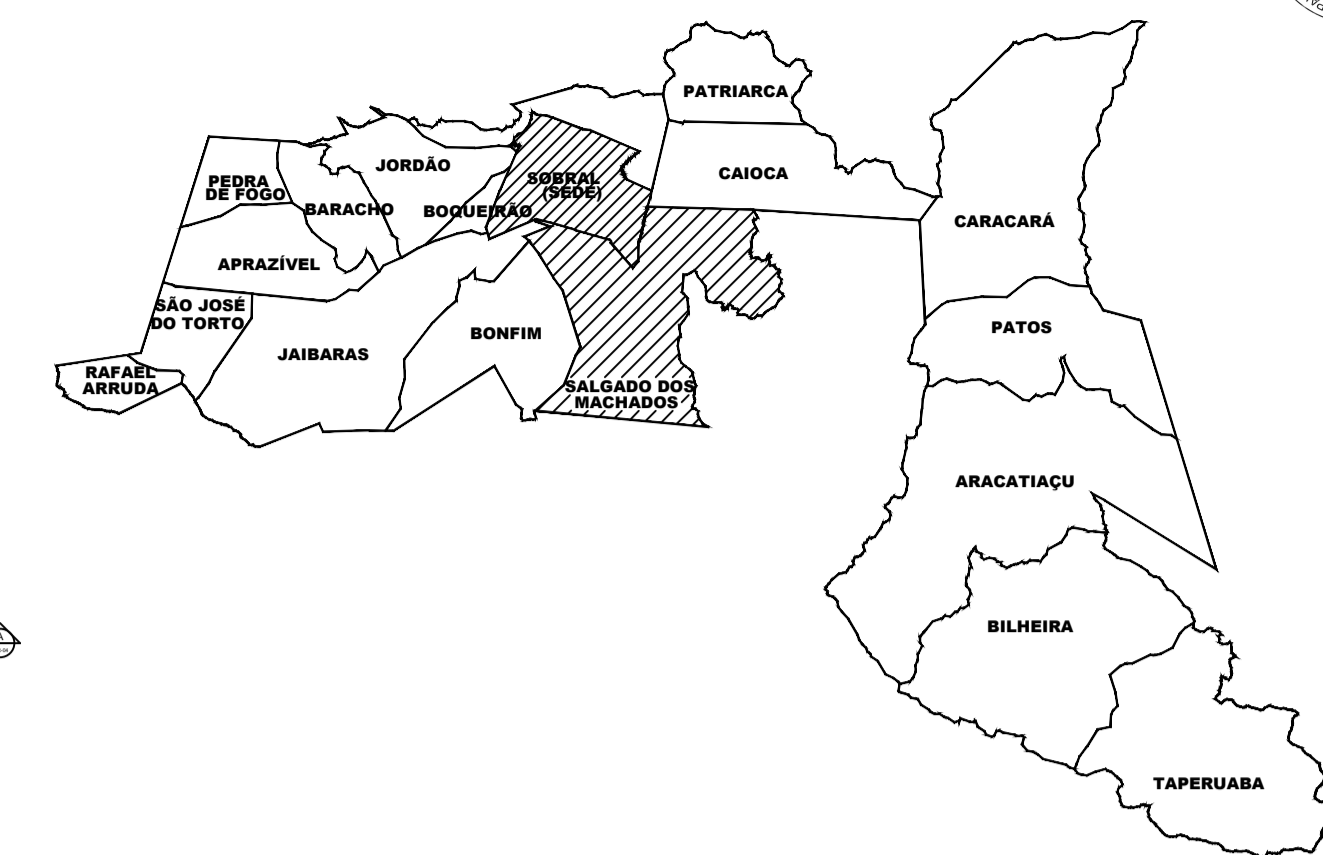 PATRIARCA
JORDÃO
CAIOCA
PEDRA
DE FOGO
SOBRAL
(SEDE)
BARACHO
BOQUEIRÃO
CARACARÁ
APRAZÍVEL
SÃO JOSÉ
DO TORTO
PATOS
BONFIM
JAIBARAS
RAFAEL
ARRUDA
SALGADO DOS
MACHADOS
ARACATIAÇU
BILHEIRA
TAPERUABA